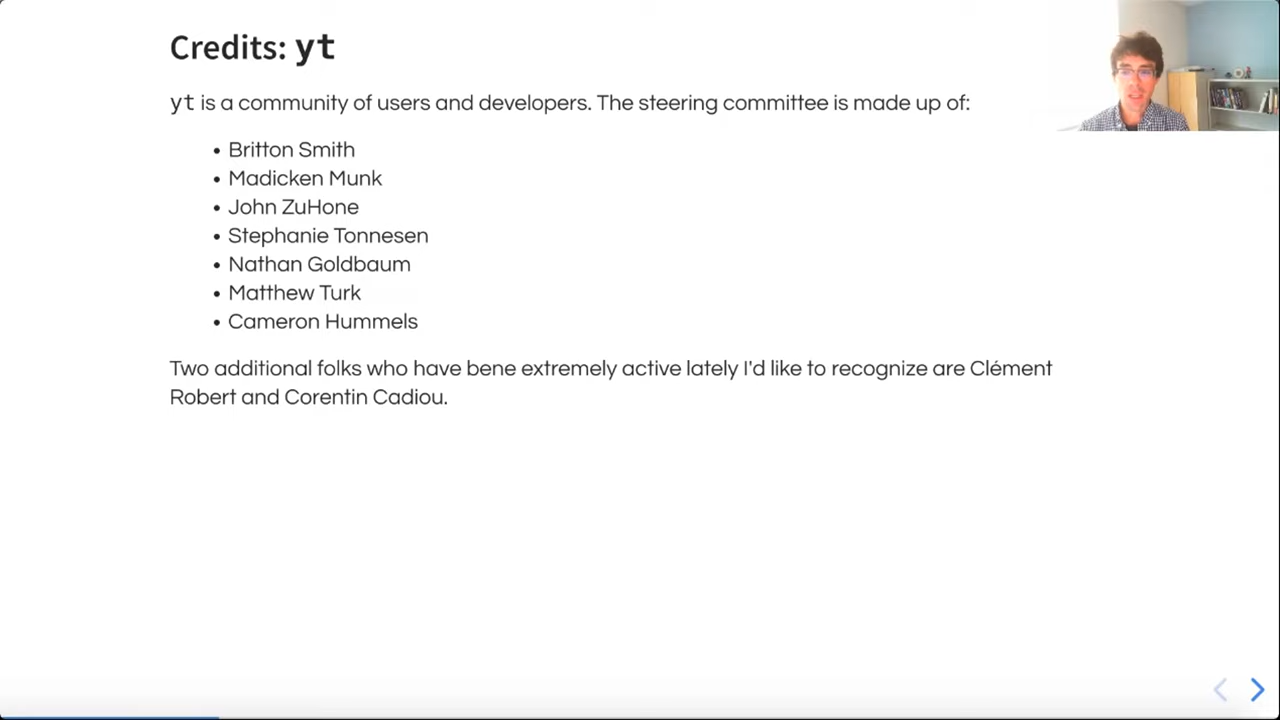 Credits: yt
yt is a community of users and developers. The steering committee is made up of:
• Britton Smith
• Madicken Munk
• John ZuHone
• Stephanie Tonnesen
• Nathan Goldbaum
• Matthew Turk
• Cameron Hummels
Two additional folks who have bene extremely active lately I'd like to recognize are Clément
Robert and Corentin Cadiou.